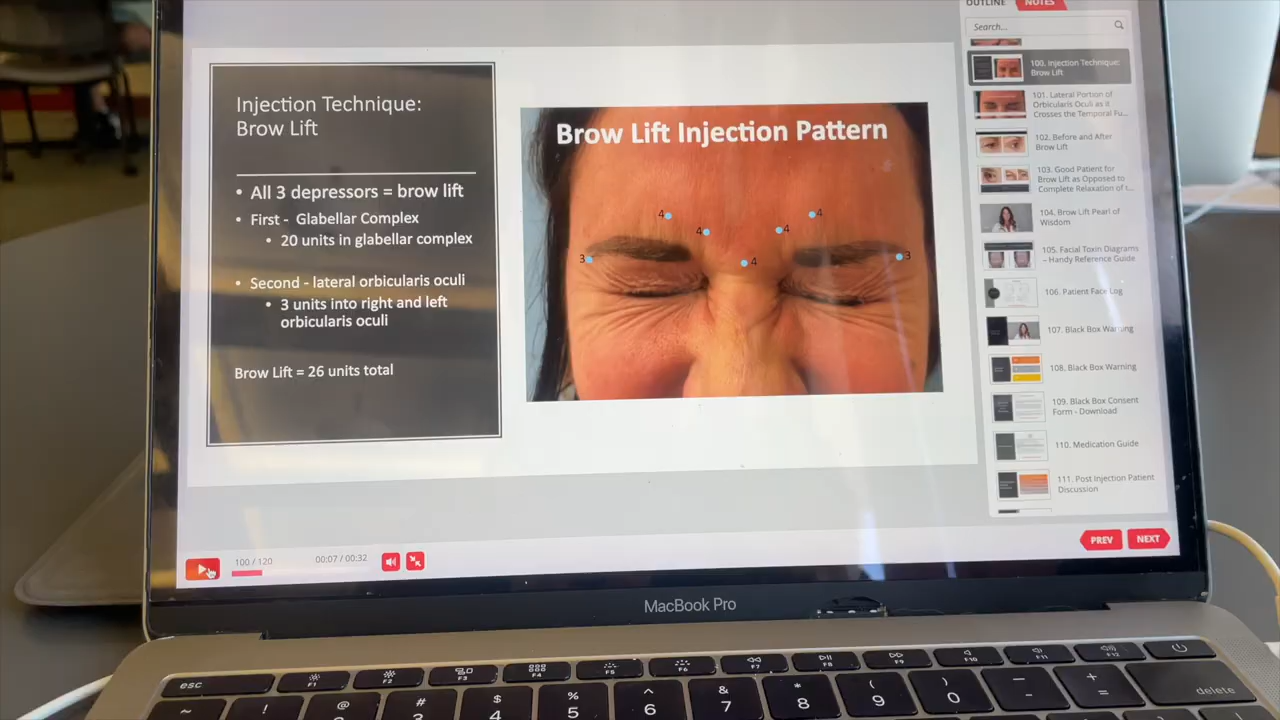 OUTLINE
NOTES
Search...
Injection Technique:
Brow Lift
• All 3 depressors = brow lift
• First - Glabellar Complex
• 20 units in glabellar complex
• Second - lateral orbicularis oculi
• 3 units into right and left
orbicularis oculi
Brow Lift = 26 units total
Brow Lift Injection Pattern
4
4
4
4
3
4
3
100. Injection Technique:
Brow Lift
101. Lateral Portion of
Orbicularis Oculi as it
Crosses the Temporal Fu...
102. Before and After
Brow Lift
103. Good Patient for
Brow Lift as Opposed to
Complete Relaxation of t...
104. Brow Lift Pearl of
Wisdom
105. Facial Toxin Diagrams
– Handy Reference Guide
106. Patient Face Log
107. Black Box Warning
108. Black Box Warning
109. Black Box Consent
Form - Download
110. Medication Guide
111. Post Injection Patient
Discussion
100 / 120
00:07 / 00:32
PREV
NEXT
MacBook Pro
esc
F1
F2
F3
F4
F5
F6
F7
F8
F9
F10
F11
F12
~
!
@
2
#
3
$
4
%
5
^
6
&
7
*
8
(
9
)
0
_
-
+
=
delete